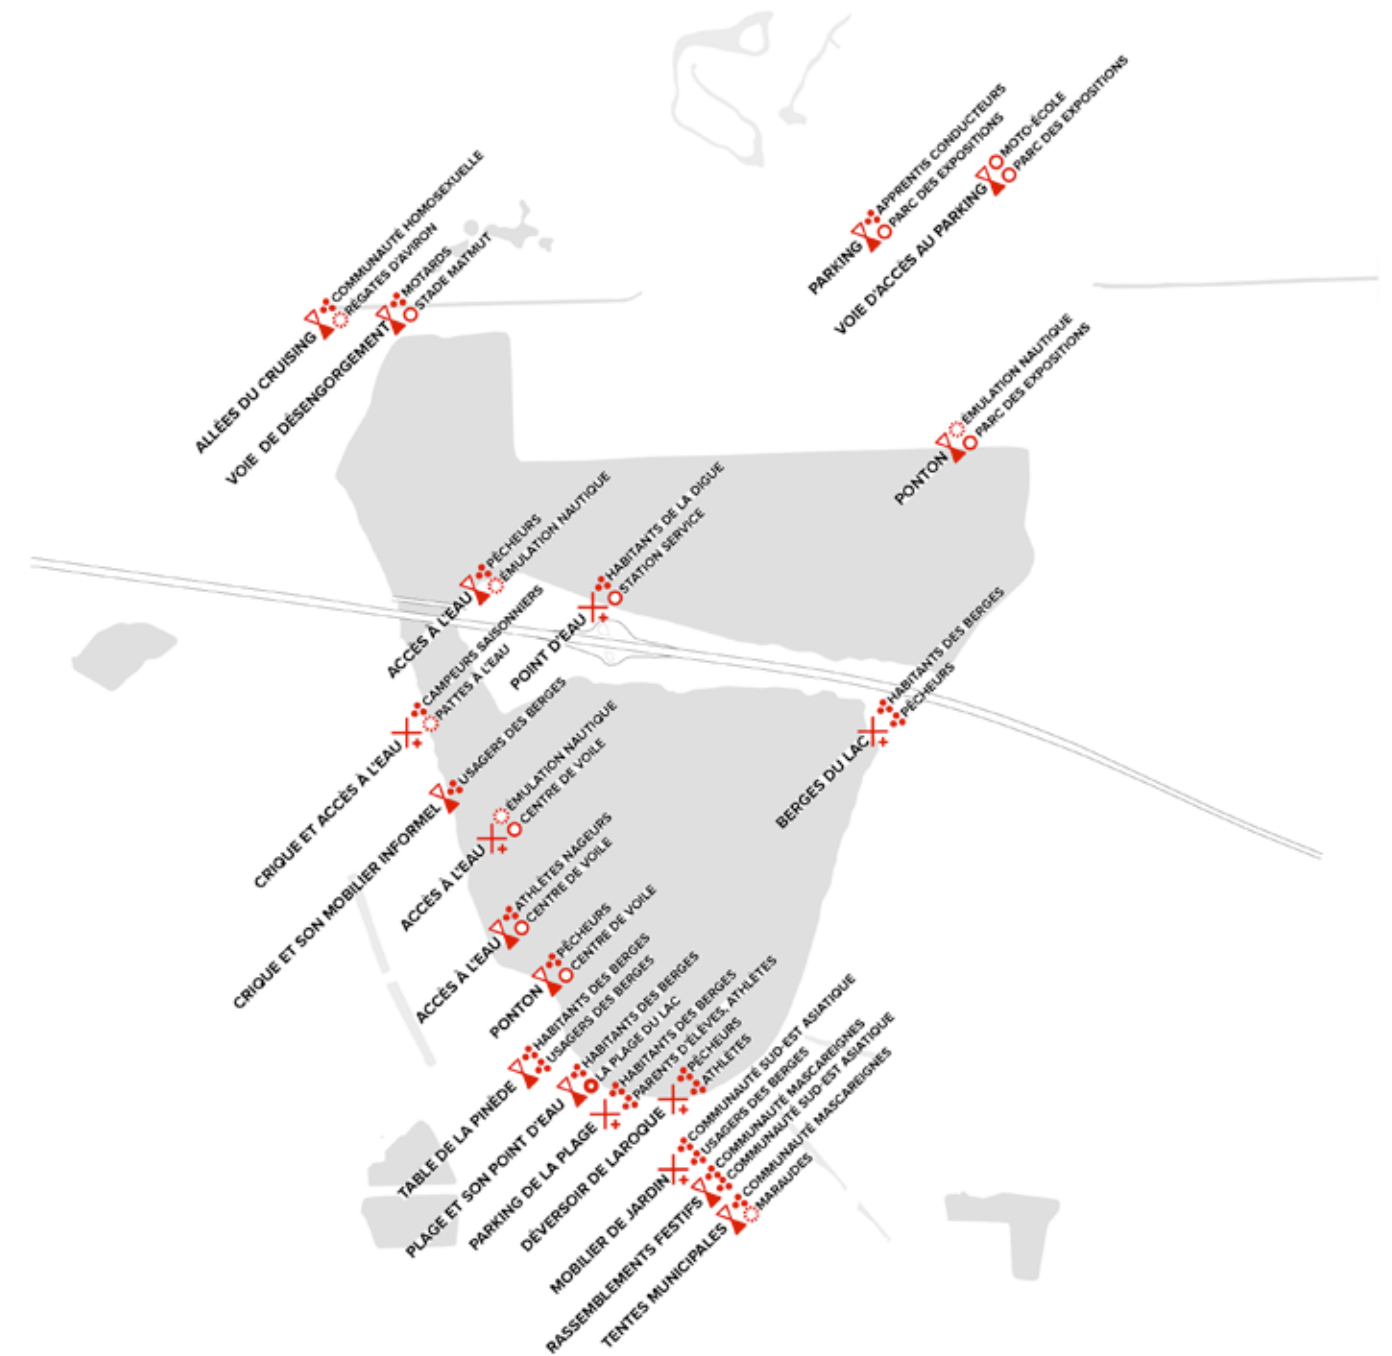 COMMUNAUTÉ HOMOSEXUELLE
RÉGATES D'AVIRON
ALLÉES DU CRUISING
MOTARDS
STADE MATMUT
VOIE DE DÉSENGORGEMENT
APPRENTIS CONDUCTEURS
PARC DES EXPOSITIONS
PARKING
MOTO-ÉCOLE
PARC DES EXPOSITIONS
VOIE D'ACCÈS AU PARKING
ÉMULATION NAUTIQUE
PARC DES EXPOSITIONS
PONTON
PÊCHEURS
ÉMULATION NAUTIQUE
ACCÈS À L'EAU
HABITANTS DE LA DIGUE
STATION SERVICE
POINT D'EAU
CAMPEURS SAISONNIERS
PATTES À L'EAU
CRIQUE ET ACCÈS À L'EAU
HABITANTS DES BERGES
PÊCHEURS
BERGES DU LAC
USAGERS DES BERGES
CRIQUE ET SON MOBILIER INFORMEL
ÉMULATION NAUTIQUE
CENTRE DE VOILE
ACCÈS À L'EAU
ATHLÈTES NAGEURS
CENTRE DE VOILE
ACCÈS À L'EAU
PÊCHEURS
CENTRE DE VOILE
PONTON
HABITANTS DES BERGES
USAGERS DES BERGES
TABLE DE LA PINÈDE
HABITANTS DES BERGES
LA PLAGE DU LAC
PLAGE ET SON POINT D'EAU
HABITANTS DES BERGES
PARENTS D'ÉLÈVES, ATHLÈTES
PARKING DE LA PLAGE
PÊCHEURS
ATHLÈTES
DÉVERSOIR DE LAROQUE
COMMUNAUTÉ SUD-EST ASIATIQUE
USAGERS DES BERGES
MOBILIER DE JARDIN
COMMUNAUTÉ MASCAREIGNES
COMMUNAUTÉ SUD-EST ASIATIQUE
RASSEMBLEMENTS FESTIFS
COMMUNAUTÉ MASCAREIGNES
MARAUDES
TENTES MUNICIPALES